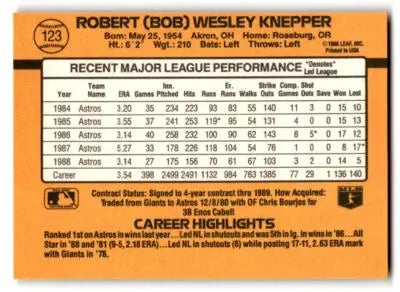 123
ROBERT (BOB) WESLEY KNEPPER
Born: May 25, 1954 Akron, OH Home: Roseburg, OR
Ht.: 6'2" Wgt.: 210 Bats: Left Throws: Left
©1988 LEAF, INC.
Printed in USA
RECENT MAJOR LEAGUE PERFORMANCE *Denotes* Led League
Team Inn. Er. Strike Comp. Shut
Year Name ERA Games Pitched Hits Runs Runs Walks Outs Games Outs Save Won Lost
1984 Astros 3.20 35 234 223 93 83 55 140 11 3 0 15 10
1985 Astros 3.55 37 241 253 119* 95 54 131 4 0 0 15 13
1986 Astros 3.14 40 258 232 100 90 62 143 8 5* 0 17 12
1987 Astros 5.27 33 178 226 118 104 54 76 1 0 0 8 17*
1988 Astros 3.14 27 175 156 70 61 67 103 3 2 0 14 5
Career 3.54 2499 2491 1132 984 763 1385 77 29 1 136 140
Contract Status: Signed to 4-year contract thru 1989. How Acquired:
Traded from Giants to Astros 12/8/80 with OF Chris Bourjos for
3B Enos Cabell
CAREER HIGHLIGHTS
Ranked 1st on Astros in wins last year...Led NL in shutouts and was 5th in lg. in wins in '86...All
Star in '88 and '81 (9-5, 2.18 ERA)...Led NL in shutouts (6) while posting 17-11, 2.63 ERA mark
with Giants in '78.